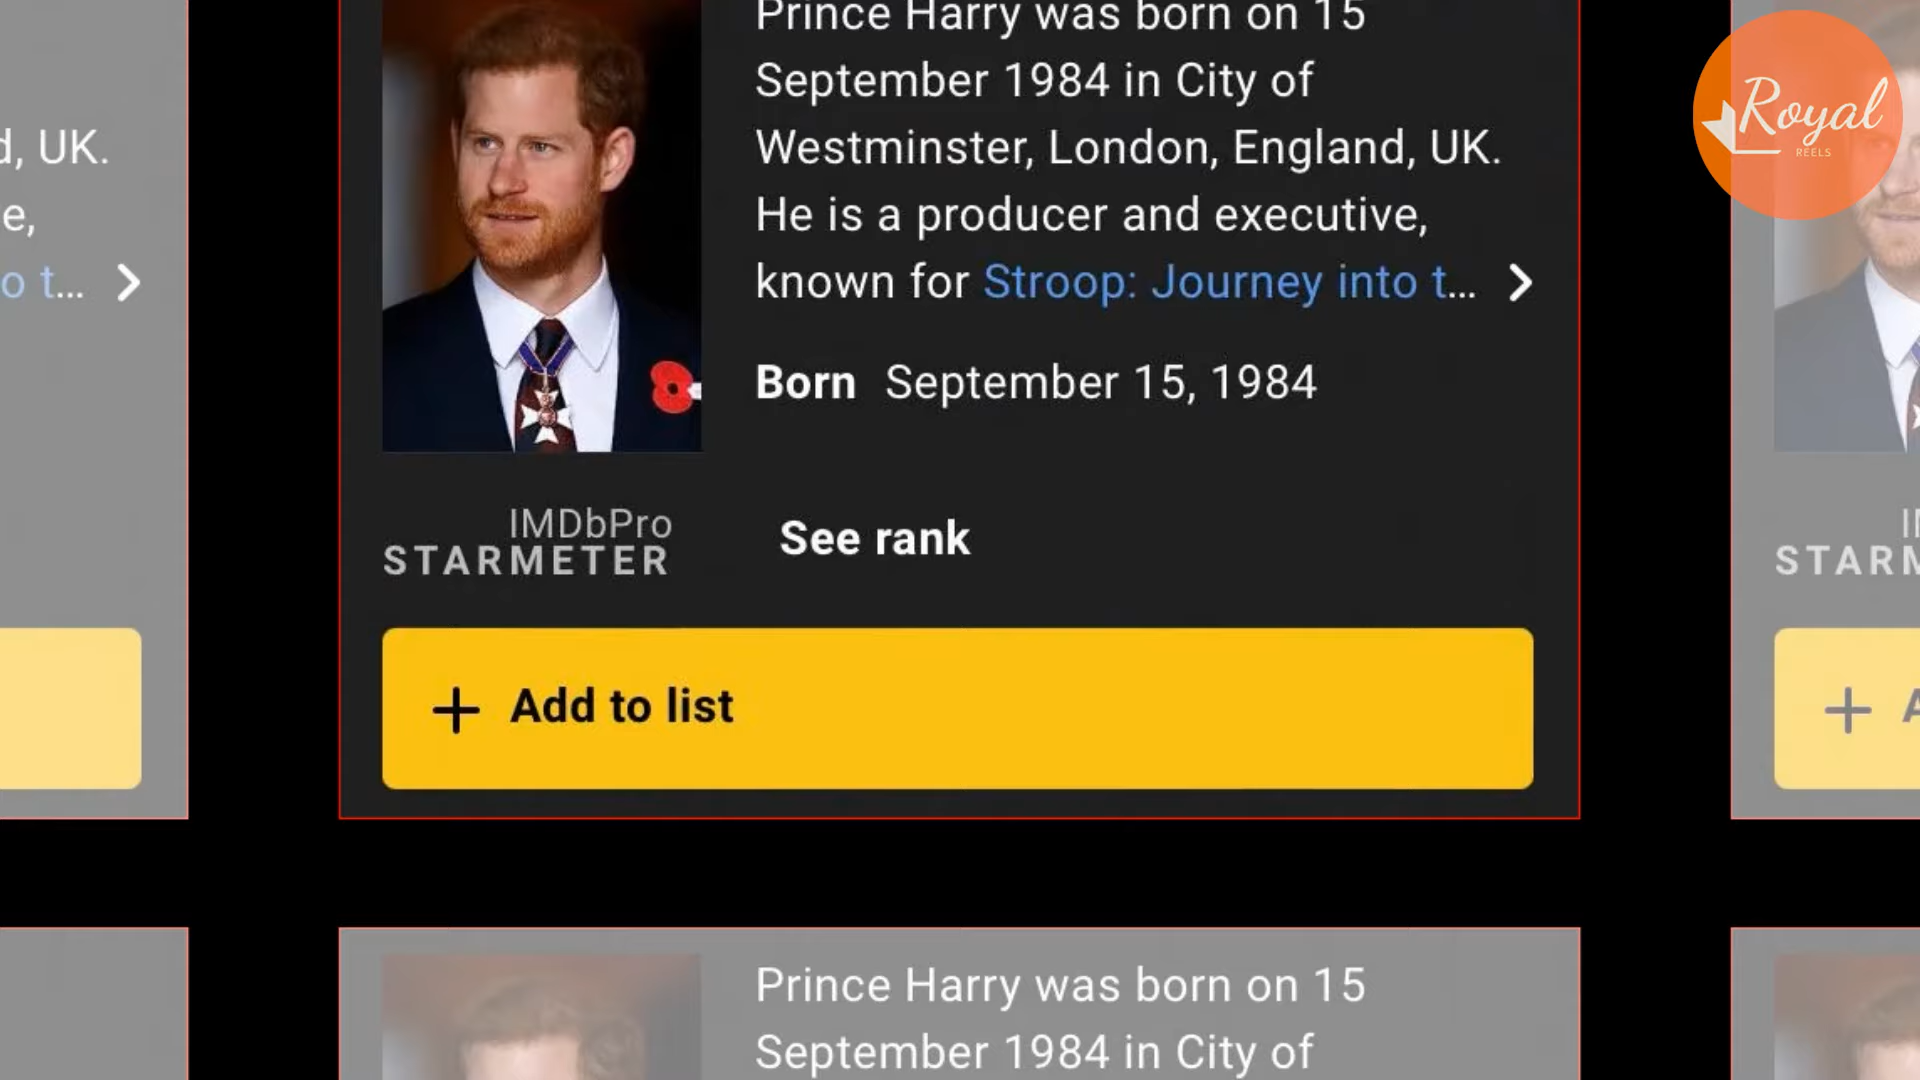 Prince Harry was born on 15
September 1984 in City of
Westminster, London, England, UK.
He is a producer and executive,
known for Stroop: Journey into t...
Born September 15, 1984
IMDbPro
STARMETER
See rank
+ Add to list
Royal
REELS
d, UK.
e,
o t...
STARM
+ A
Prince Harry was born on 15
September 1984 in City of